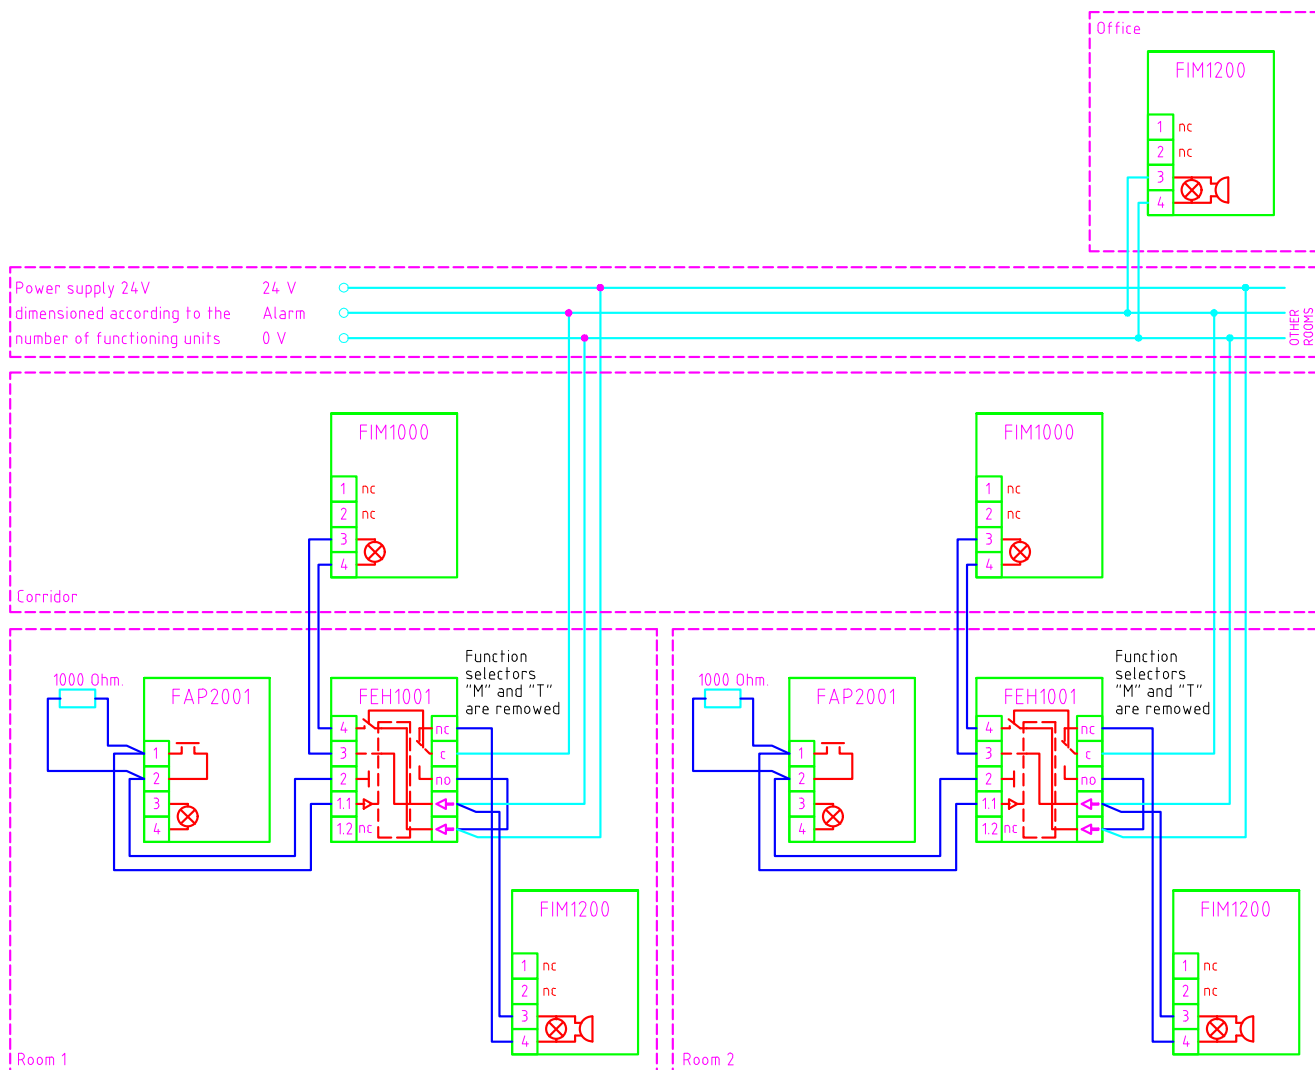 Office
FIM1200
1 nc
2 nc
3
4
Power supply 24V 24 V
dimensioned according to the Alarm
number of functioning units 0 V
OTHER
ROOMS
FIM1000
1 nc
2 nc
3
4
FIM1000
1 nc
2 nc
3
4
Corridor
1000 Ohm.
FAP2001
1
2
3
4
FEH1001
4 nc
3 c
2 no
1.1
1.2 nc
Function
selectors
"M" and "T"
are remowed
FIM1200
1 nc
2 nc
3
4
Room 1
1000 Ohm.
FAP2001
1
2
3
4
FEH1001
4 nc
3 c
2 no
1.1
1.2 nc
Function
selectors
"M" and "T"
are remowed
FIM1200
1 nc
2 nc
3
4
Room 2